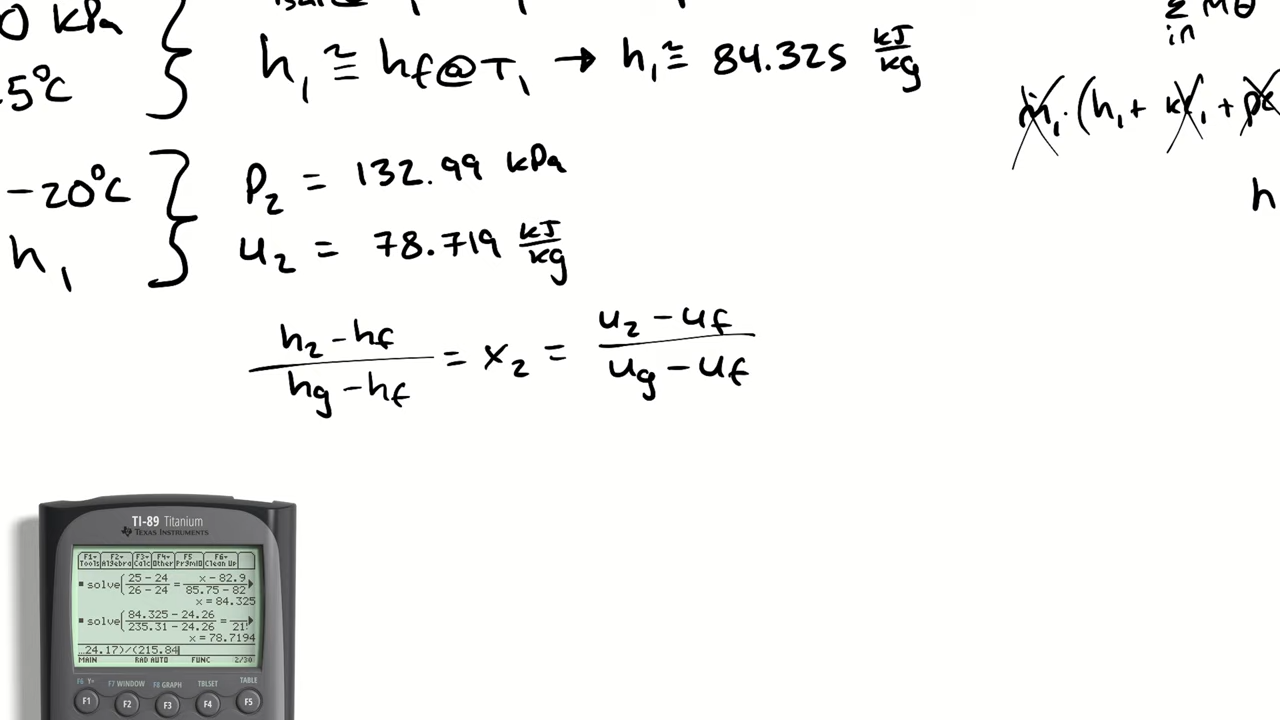 0 kPa
.5°C
h₁ ≅ hf@T₁ → h₁ ≅ 84.325 kJ/kg
Σ ṁθ
in
ṁ₁·(h₁ + ke₁ + pe
-20°C
P₂ = 132.99 kPa
h
h₁
u₂ = 78.719 kJ/kg
h₂ - hf / hg - hf = x₂ = u₂ - uf / ug - uf
TI-89 Titanium
TEXAS INSTRUMENTS
F1 F2 F3 F4 F5 F6
Tools Algebra Calc Other PrgmIO Clean Up
solve( 25-24 / 26-24 = x-82.9 / 85.75-82
x = 84.325
solve( 84.325-24.26 / 235.31-24.26 = / 21
x = 78.7194
…24.17)/(215.84
MAIN RAD AUTO FUNC 2/30
F6 Y= F7 WINDOW F8 GRAPH TBLSET TABLE
F1 F2 F3 F4 F5